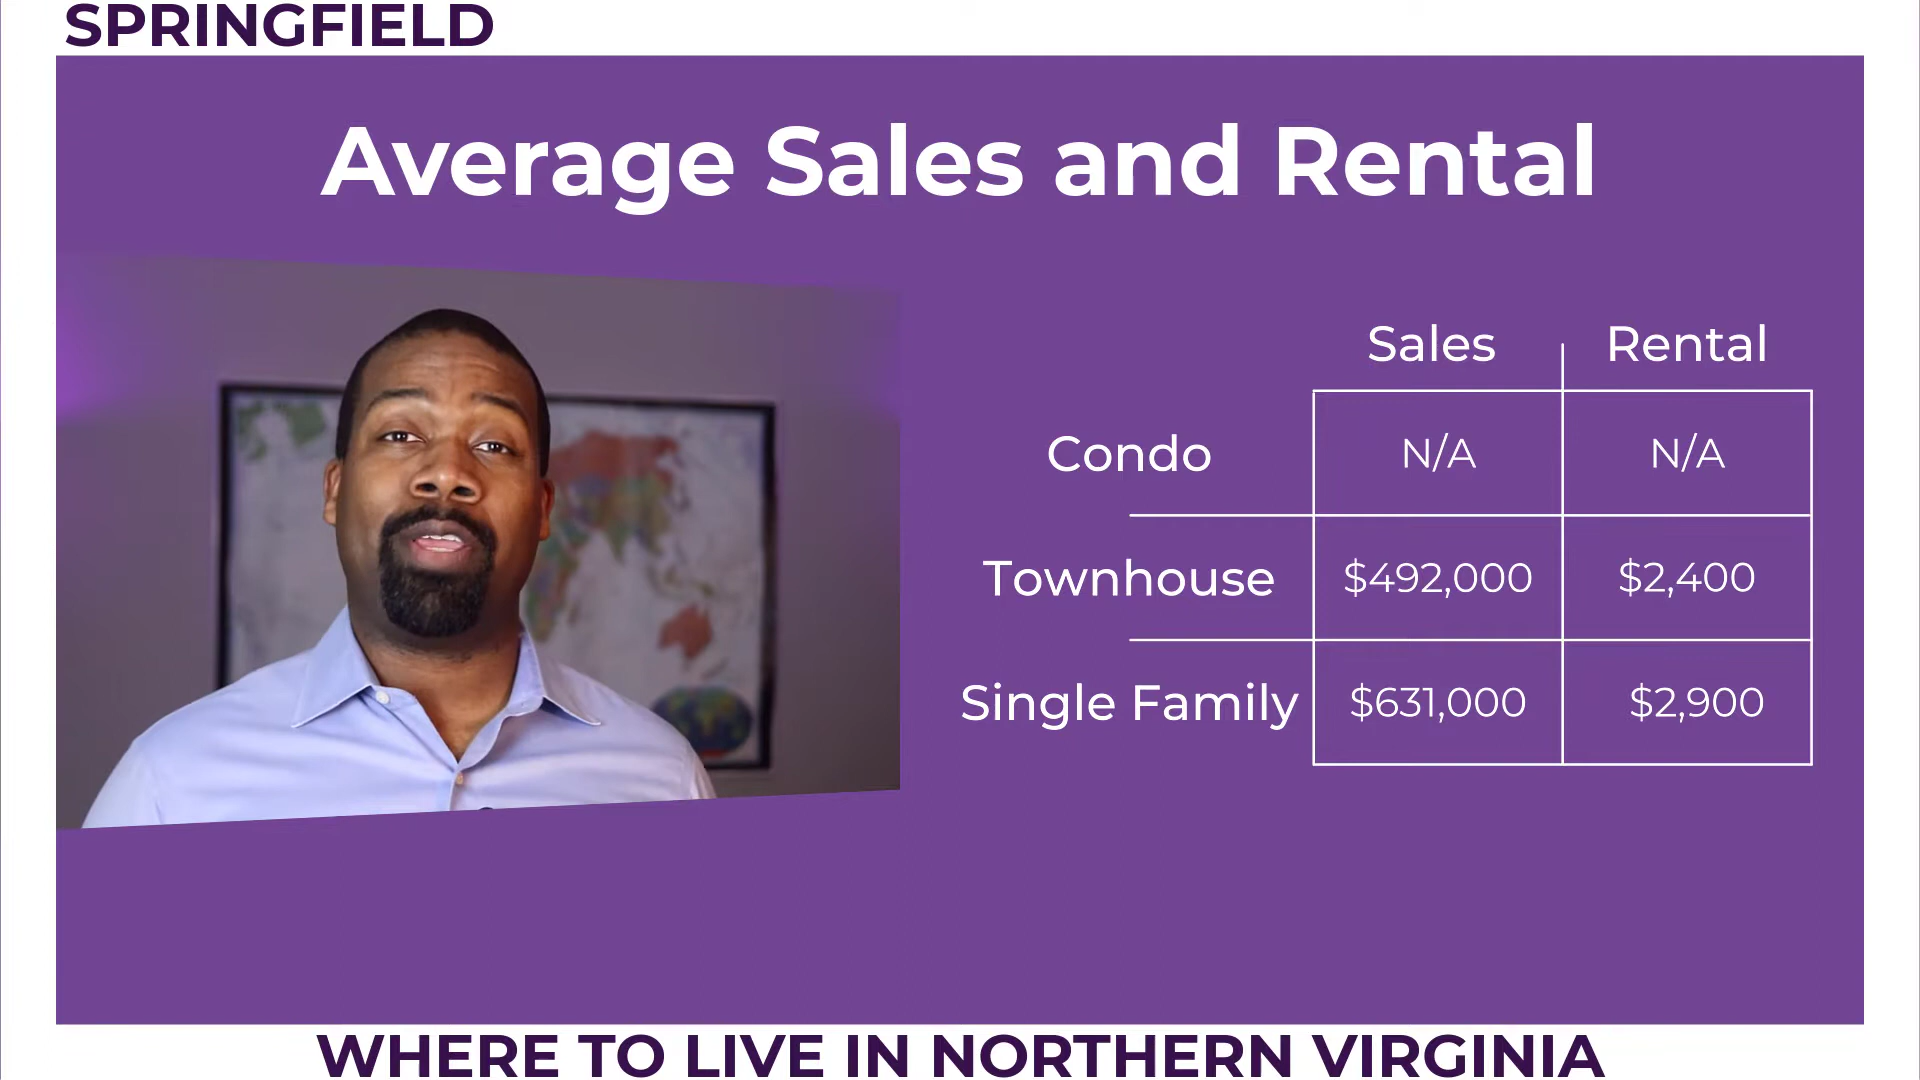 SPRINGFIELD
Average Sales and Rental
Sales Rental
Condo N/A N/A
Townhouse $492,000 $2,400
Single Family $631,000 $2,900
WHERE TO LIVE IN NORTHERN VIRGINIA